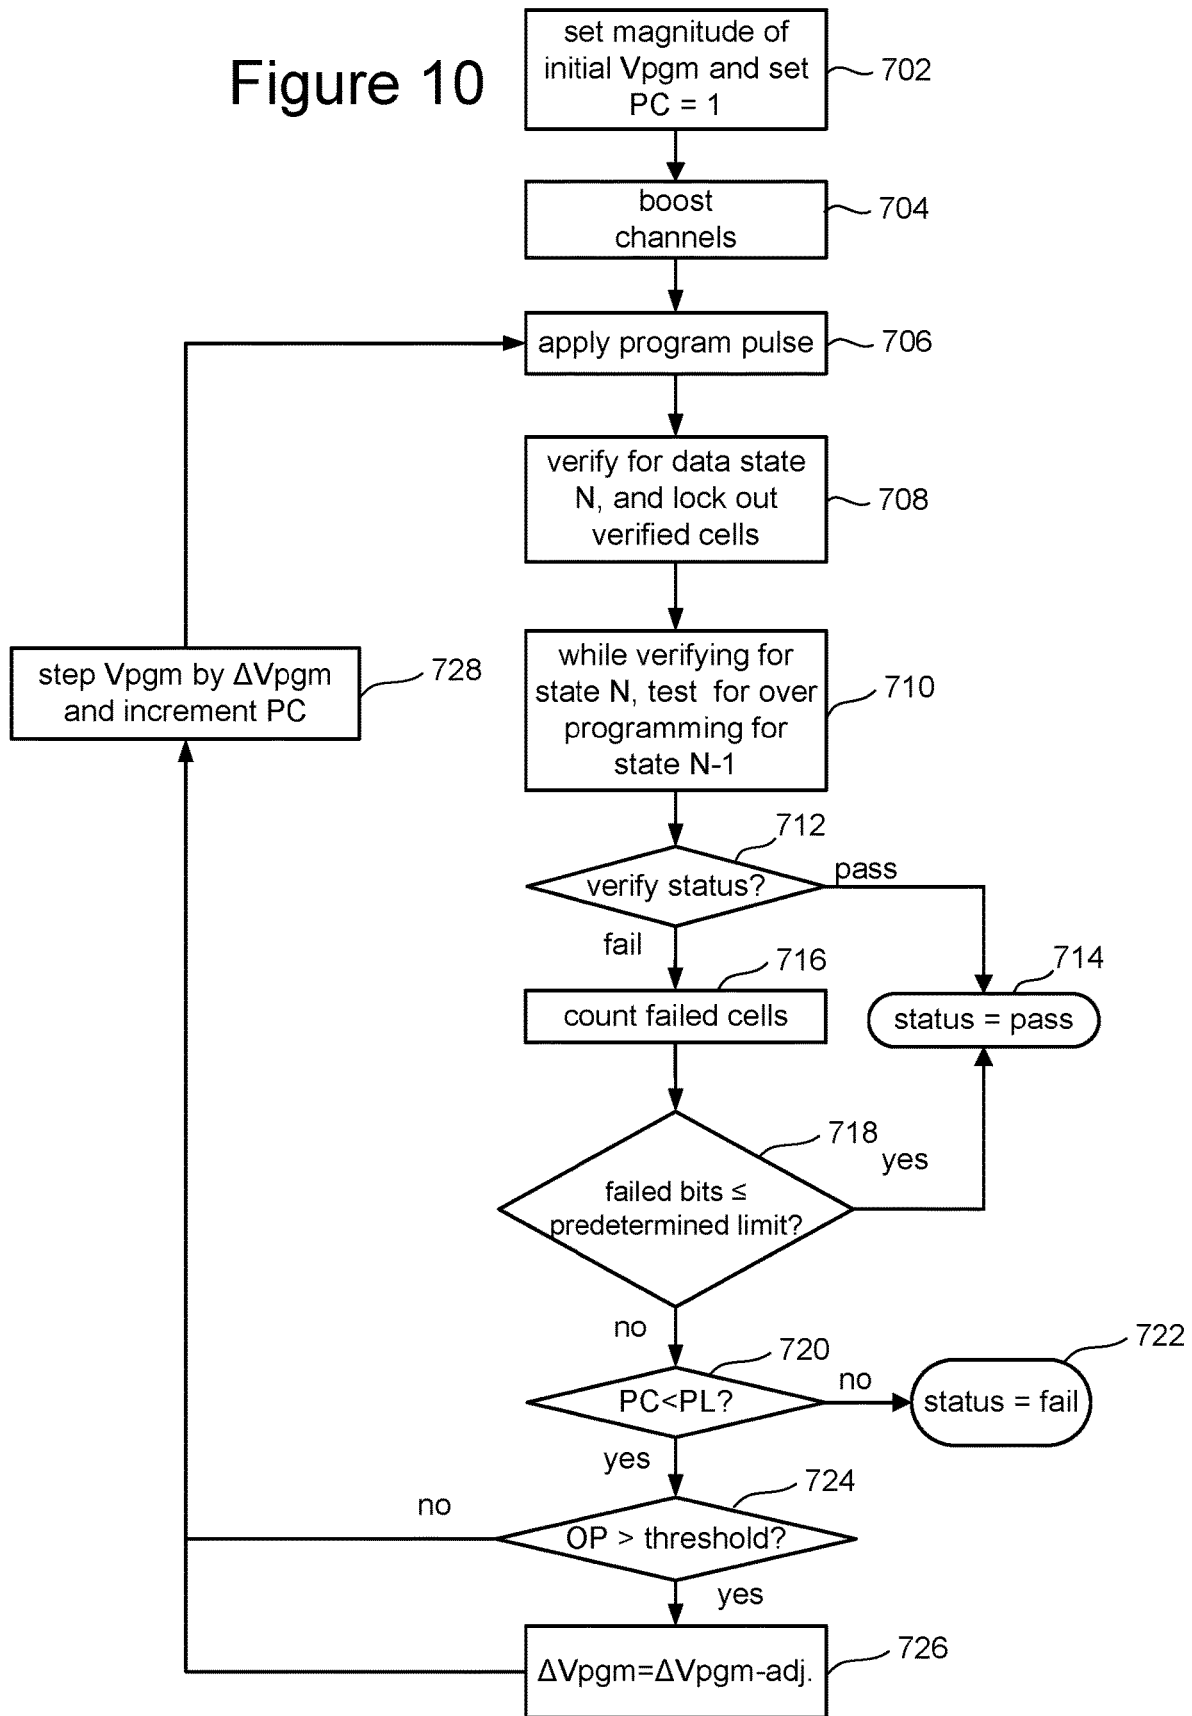 Figure 10
set magnitude of
initial Vpgm and set
PC = 1
702
boost
channels
704
apply program pulse
706
verify for data state
N, and lock out
verified cells
708
step Vpgm by ΔVpgm
and increment PC
728
while verifying for
state N, test for over
programming for
state N-1
710
712
verify status?
pass
fail
716
count failed cells
714
status = pass
718
yes
failed bits ≤
predetermined limit?
no
720
PC<PL?
no
722
status = fail
yes
724
no
OP > threshold?
yes
ΔVpgm=ΔVpgm-adj.
726